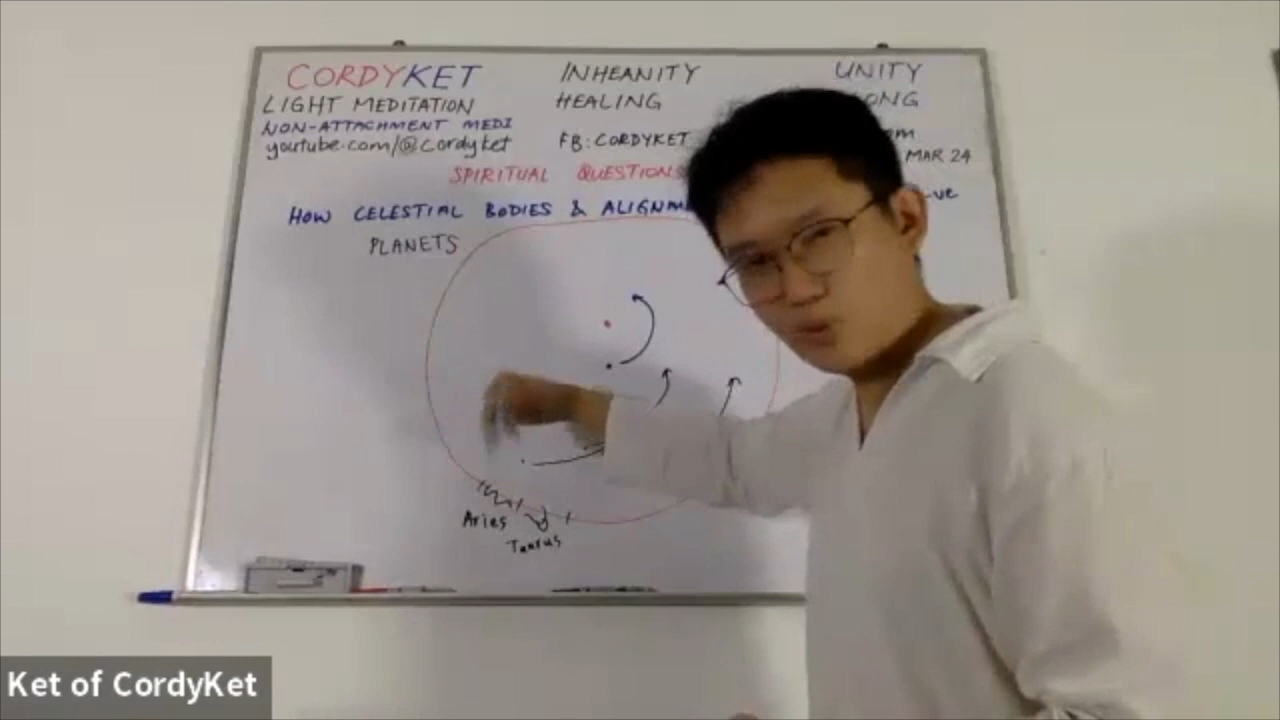 CORDYKET INHEANITY UNITY
LIGHT MEDITATION HEALING
NON-ATTACHMENT MEDI
youtube.com/@Cordyket FB: CORDYKET MAR 24
SPIRITUAL QUESTIONS
HOW CELESTIAL BODIES & -ve
PLANETS
Aries
Taurus
Ket of CordyKet